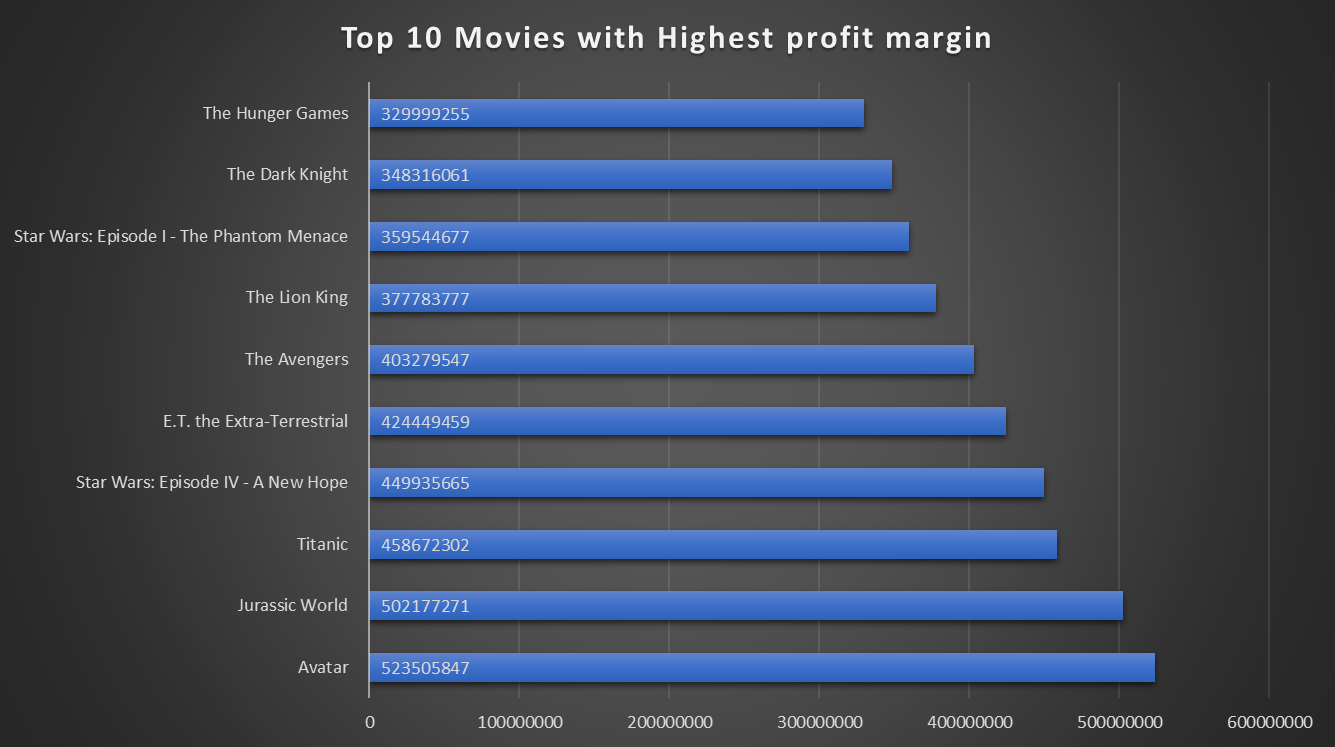 Top 10 Movies with Highest profit margin
The Hunger Games 329999255
The Dark Knight 348316061
Star Wars: Episode I - The Phantom Menace 359544677
The Lion King 377783777
The Avengers 403279547
E.T. the Extra-Terrestrial 424449459
Star Wars: Episode IV - A New Hope 449935665
Titanic 458672302
Jurassic World 502177271
Avatar 523505847
0 100000000 200000000 300000000 400000000 500000000 600000000